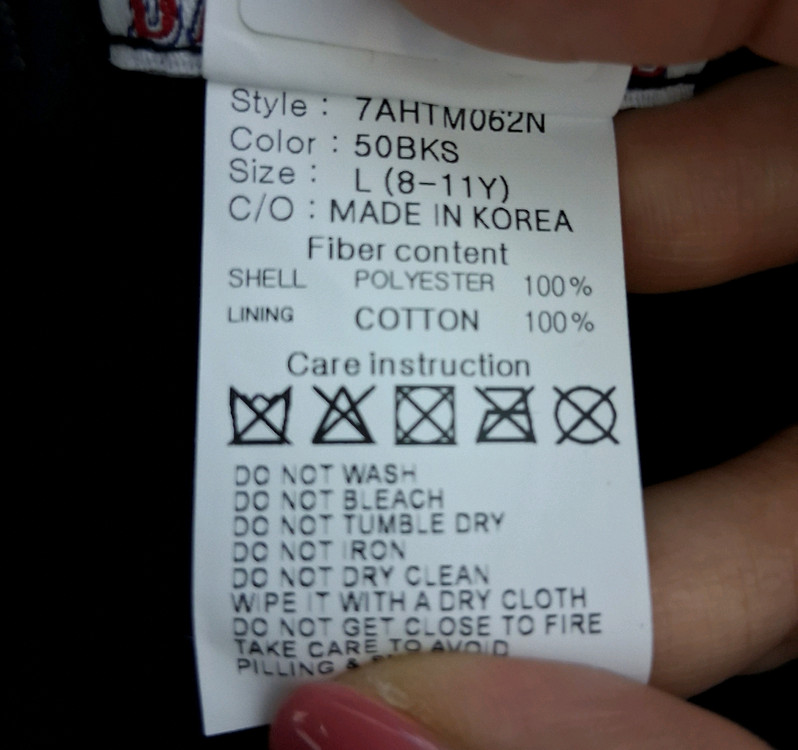 Style : 7AHTM062N
Color : 50BKS
Size : L (8-11Y)
C/O : MADE IN KOREA
Fiber content
SHELL POLYESTER 100%
LINING COTTON 100%
Care instruction
DO NOT WASH
DO NOT BLEACH
DO NOT TUMBLE DRY
DO NOT IRON
DO NOT DRY CLEAN
WIPE IT WITH A DRY CLOTH
DO NOT GET CLOSE TO FIRE
TAKE CARE TO AVOID
PILLING &